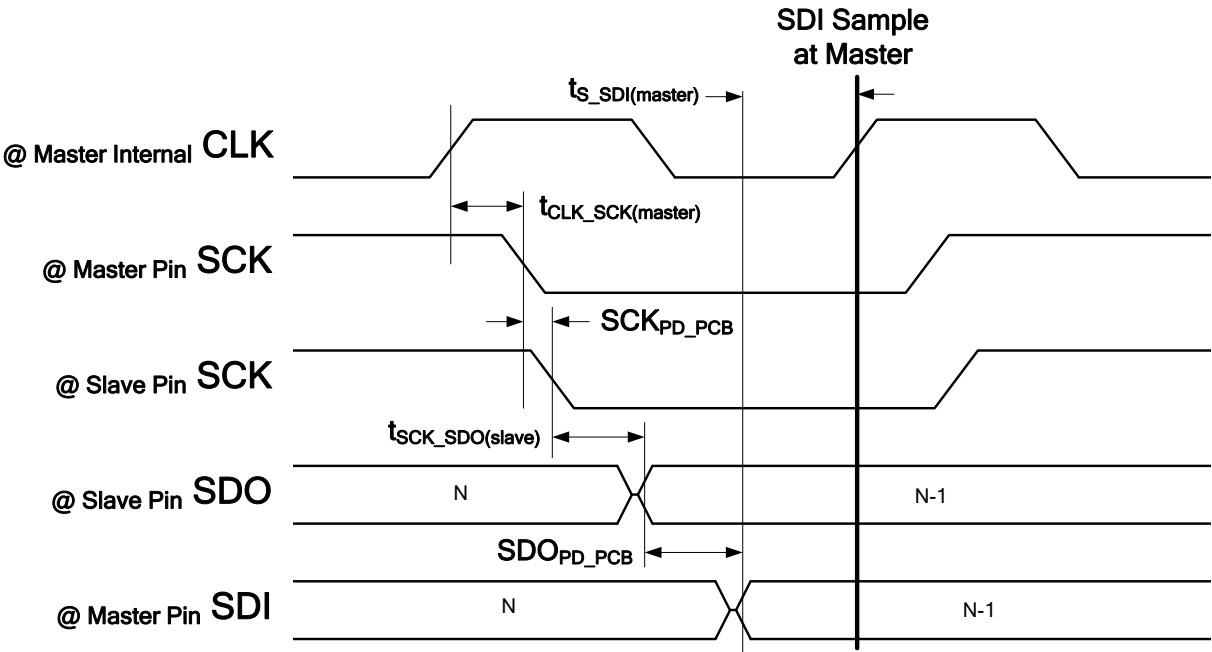 SDI Sample
at Master
tS_SDI(master)
@ Master Internal CLK
tCLK_SCK(master)
@ Master Pin SCK
SCKPD_PCB
@ Slave Pin SCK
tSCK_SDO(slave)
@ Slave Pin SDO
N
N-1
SDOPD_PCB
@ Master Pin SDI
N
N-1